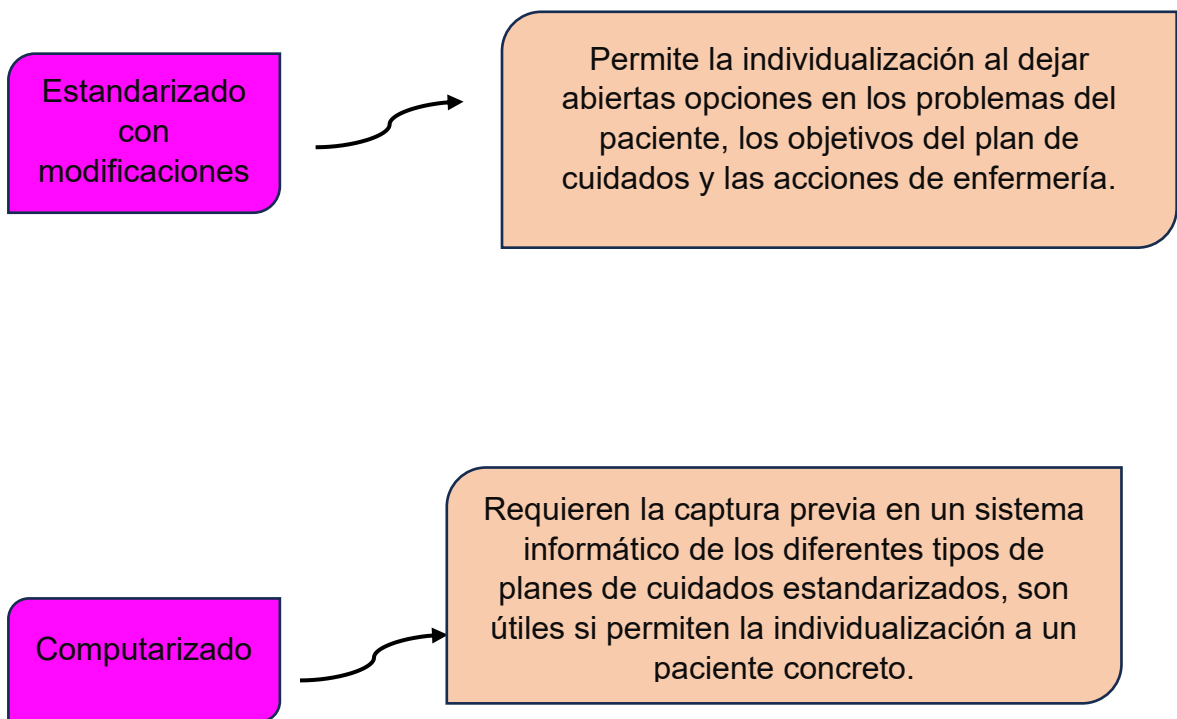 Estandarizado
con
modificaciones
Permite la individualización al dejar
abiertas opciones en los problemas del
paciente, los objetivos del plan de
cuidados y las acciones de enfermería.
Computarizado
Requieren la captura previa en un sistema
informático de los diferentes tipos de
planes de cuidados estandarizados, son
útiles si permiten la individualización a un
paciente concreto.